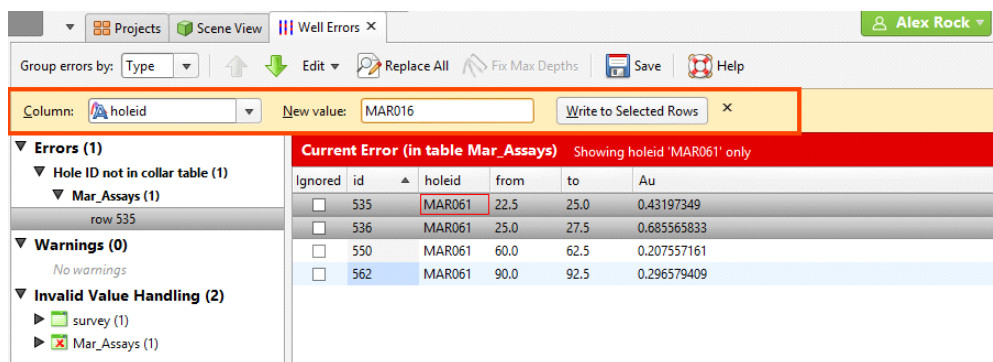 Projects Scene View Well Errors Alex Rock
Group errors by: Type Edit Replace All Fix Max Depths Save Help
Column: holeid New value: MAR016 Write to Selected Rows
Errors (1)
Hole ID not in collar table (1)
Mar_Assays (1)
row 535
Warnings (0)
No warnings
Invalid Value Handling (2)
survey (1)
Mar_Assays (1)
Current Error (in table Mar_Assays) Showing holeid 'MAR061' only
Ignored id holeid from to Au
535 MAR061 22.5 25.0 0.43197349
536 MAR061 25.0 27.5 0.685565833
550 MAR061 60.0 62.5 0.207557161
562 MAR061 90.0 92.5 0.296579409